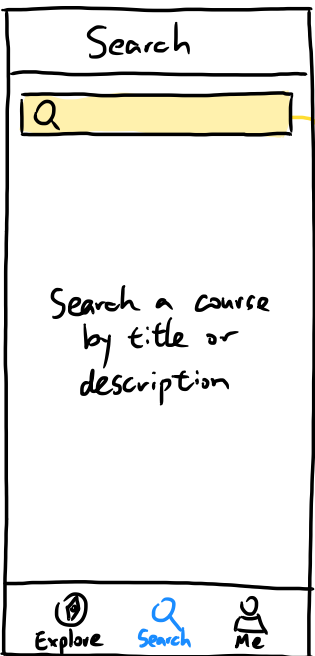 Search
Search a course
by title or
description
Explore Search Me